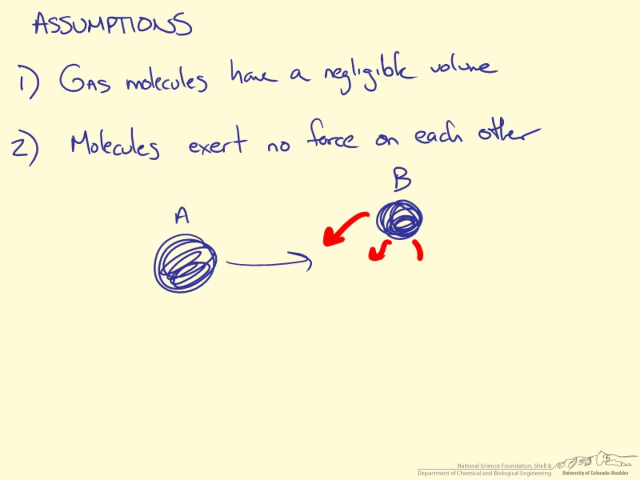 ASSUMPTIONS
1) GAS molecules have a negligible volume
2) Molecules exert no force on each other
B
A
National Science Foundation, Shell &
Department of Chemical and Biological Engineering
University of Colorado-Boulder